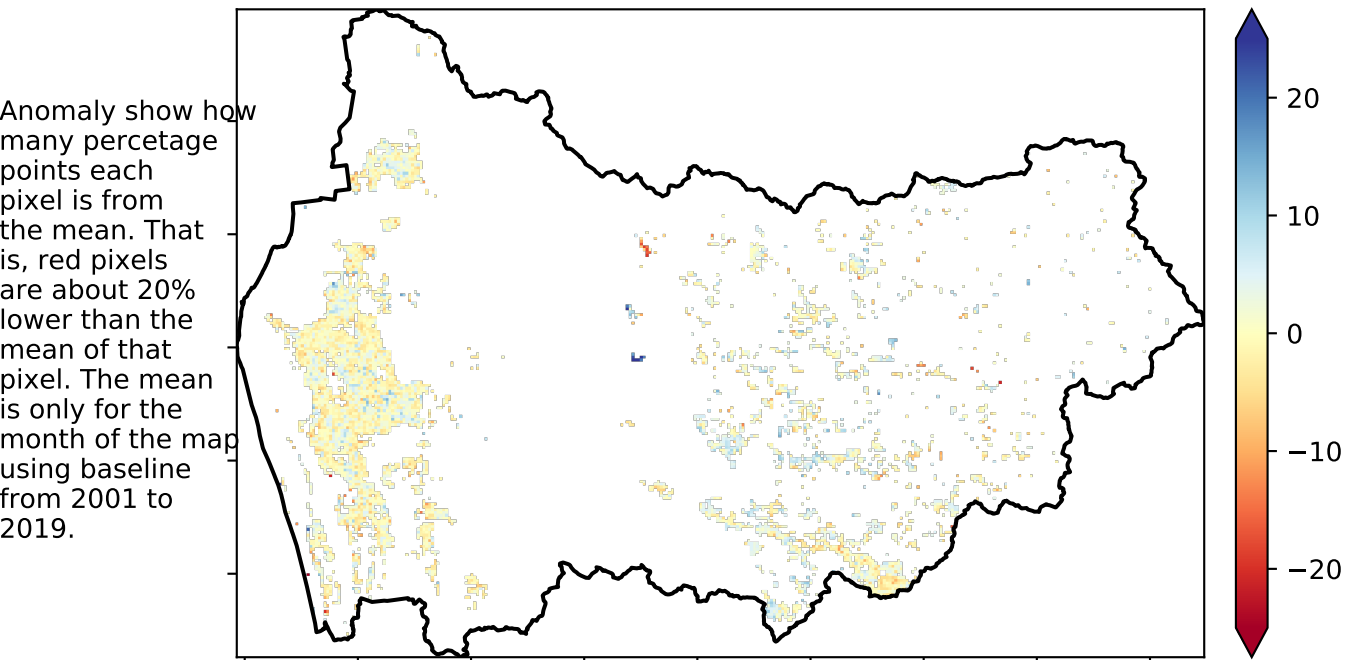 Anomaly show how
many percetage
points each
pixel is from
the mean. That
is, red pixels
are about 20%
lower than the
mean of that
pixel. The mean
is only for the
month of the map
using baseline
from 2001 to
2019.
20
10
0
−10
−20